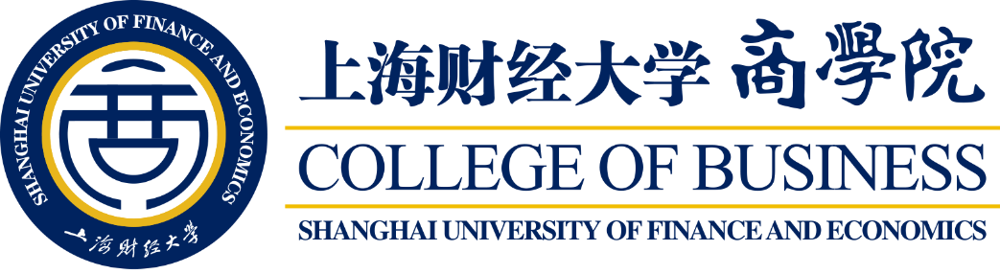 SHANGHAI UNIVERSITY OF FINANCE AND ECONOMICS
商
上海财经大学
上海财经大学 商學院
COLLEGE OF BUSINESS
SHANGHAI UNIVERSITY OF FINANCE AND ECONOMICS